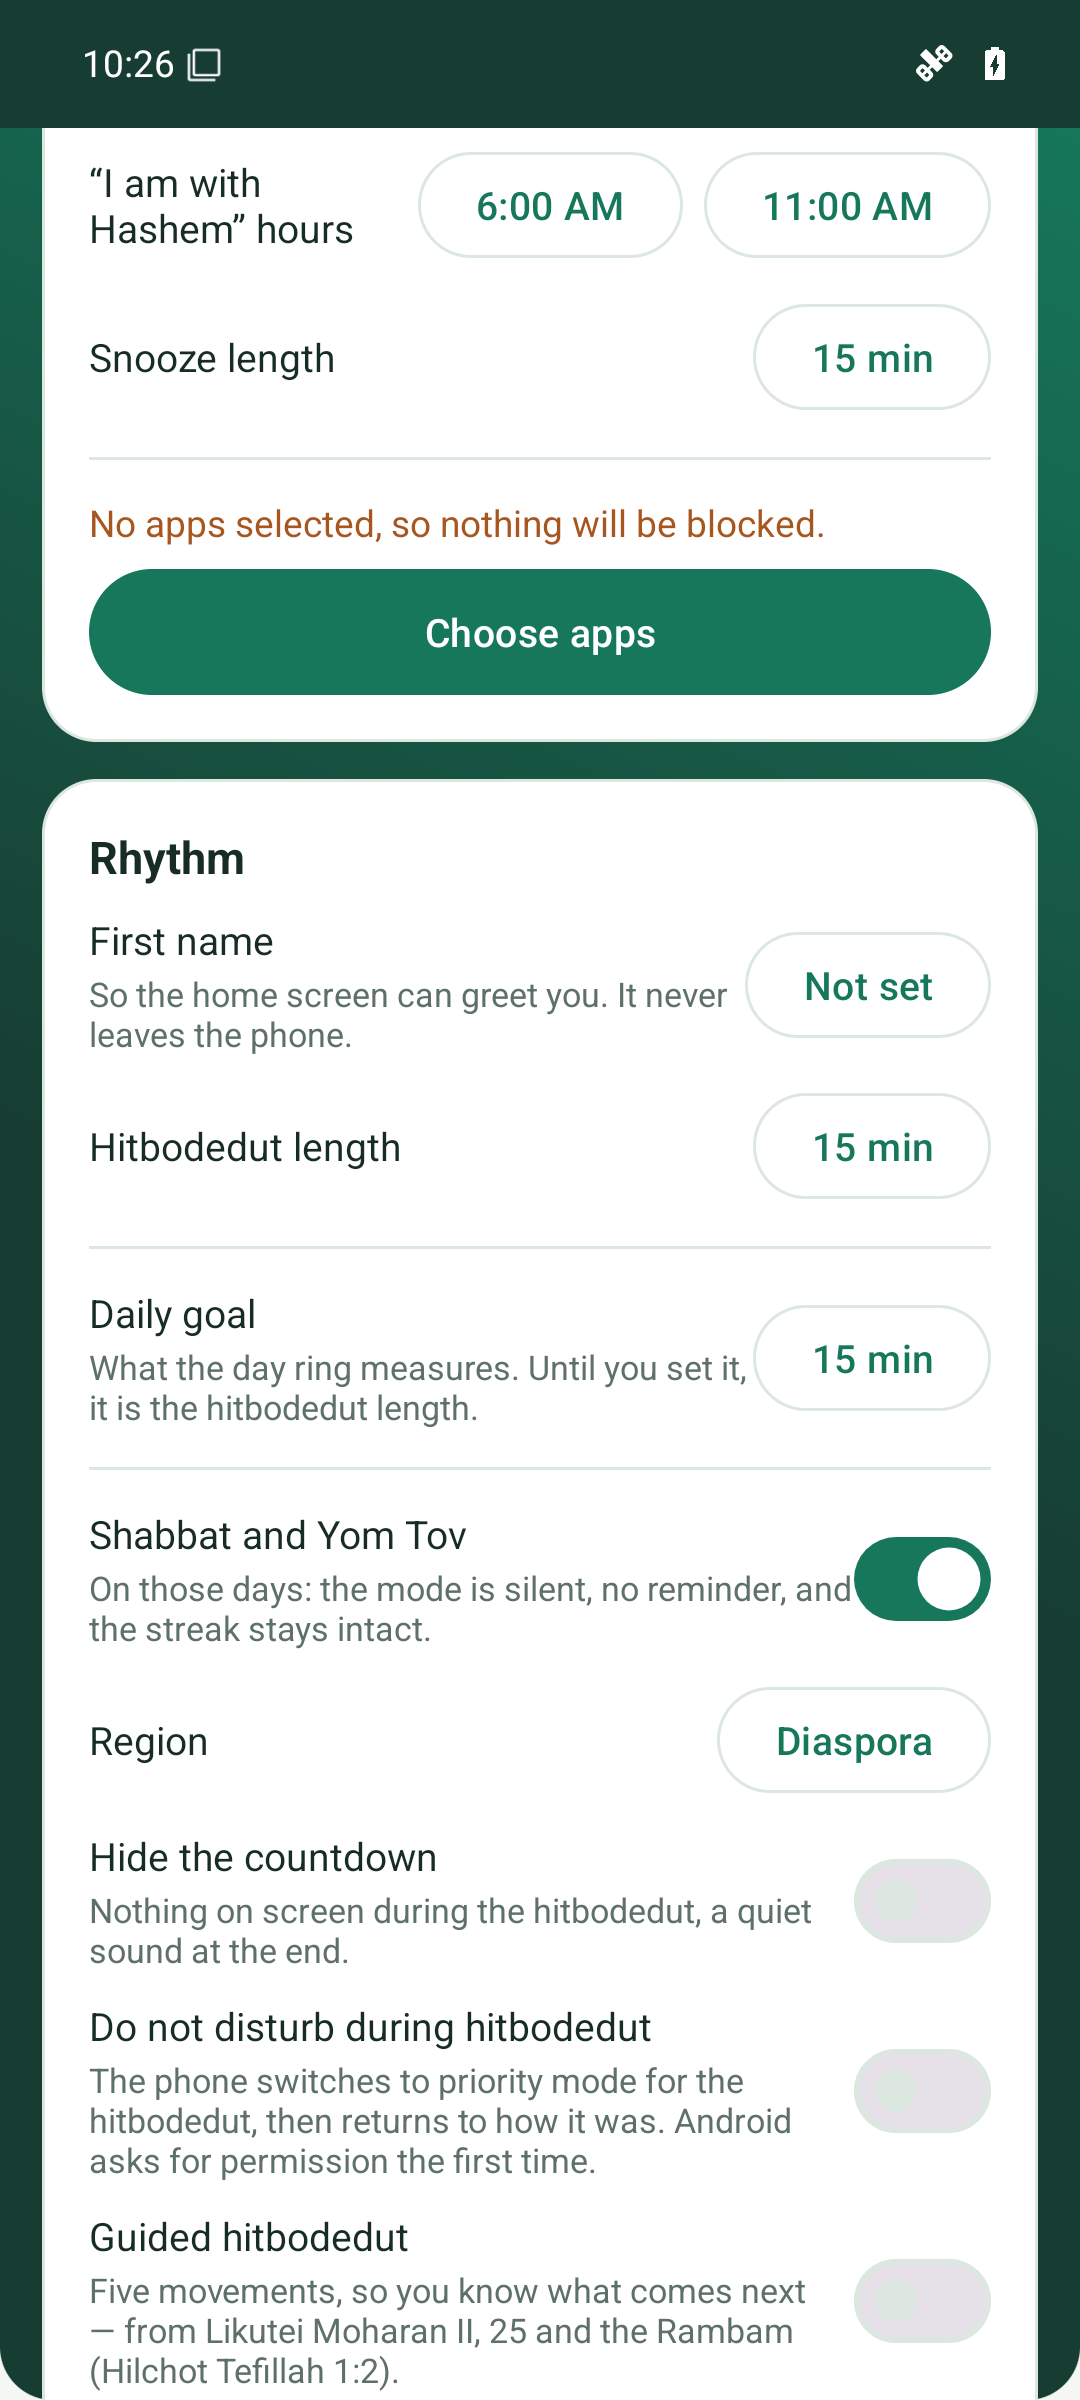 10:26
“I am with
Hashem” hours
6:00 AM
11:00 AM
Snooze length
15 min
No apps selected, so nothing will be blocked.
Choose apps
Rhythm
First name
So the home screen can greet you. It never
leaves the phone.
Not set
Hitbodedut length
15 min
Daily goal
What the day ring measures. Until you set it,
it is the hitbodedut length.
15 min
Shabbat and Yom Tov
On those days: the mode is silent, no reminder, and
the streak stays intact.
Region
Diaspora
Hide the countdown
Nothing on screen during the hitbodedut, a quiet
sound at the end.
Do not disturb during hitbodedut
The phone switches to priority mode for the
hitbodedut, then returns to how it was. Android
asks for permission the first time.
Guided hitbodedut
Five movements, so you know what comes next
— from Likutei Moharan II, 25 and the Rambam
(Hilchot Tefillah 1:2).